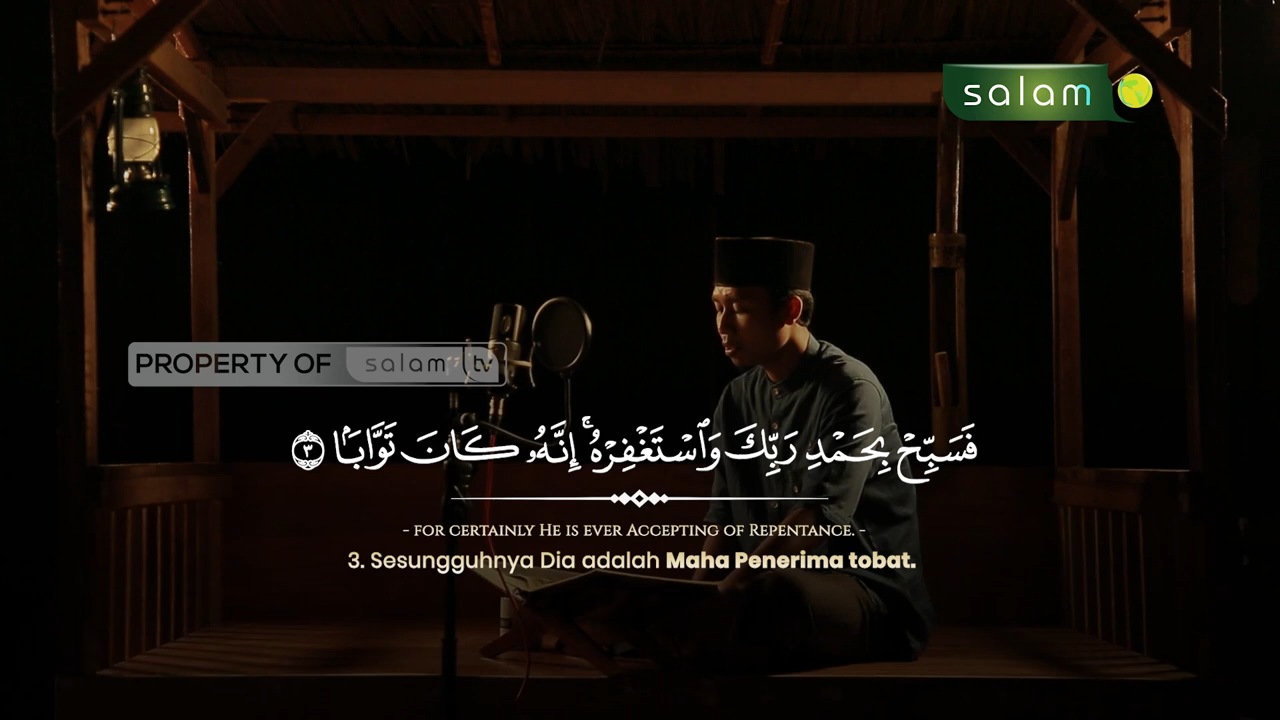 salam
PROPERTY OF salam tv
فَسَبِّحْ بِحَمْدِ رَبِّكَ وَٱسْتَغْفِرْهُ ۚ إِنَّهُۥ كَانَ تَوَّابًۢا ٣
- FOR CERTAINLY HE IS EVER ACCEPTING OF REPENTANCE. -
3. Sesungguhnya Dia adalah Maha Penerima tobat.